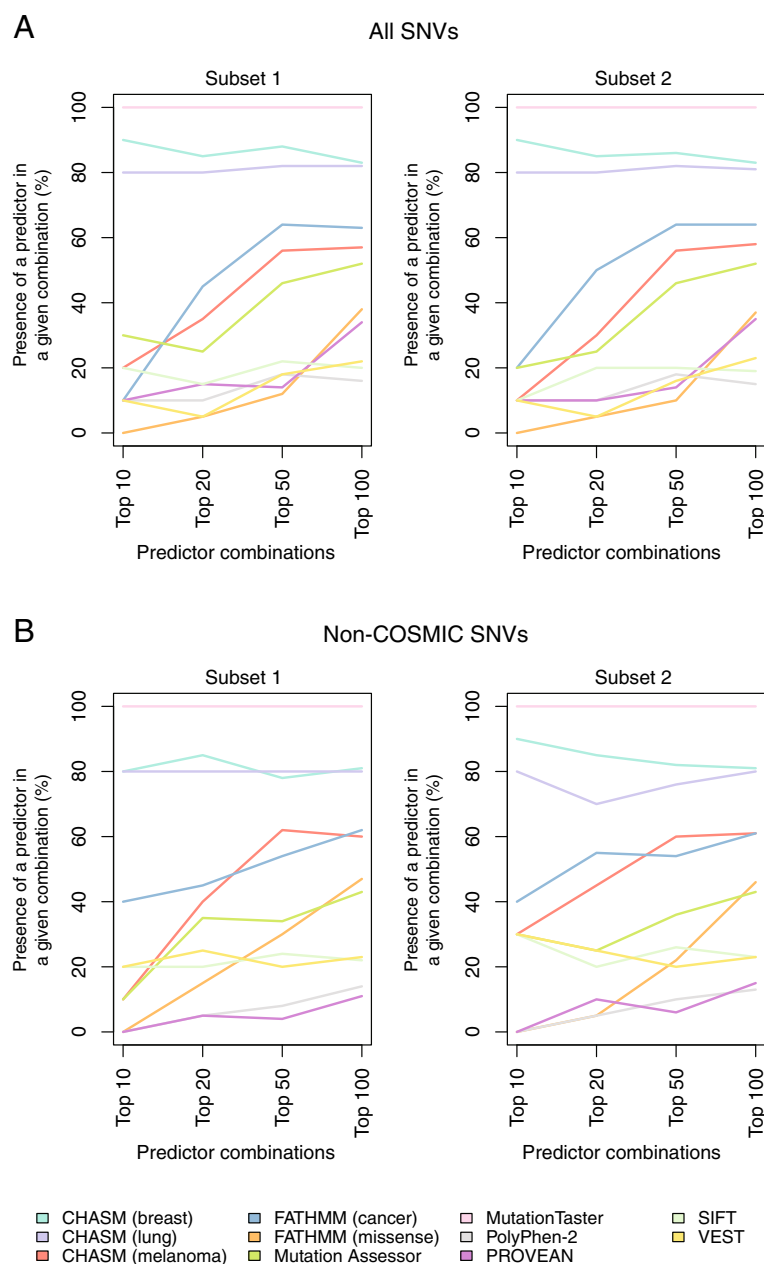 A
All SNVs
Subset 1
Subset 2
Presence of a predictor in
a given combination (%)
0
20
40
60
80
100
Top 10
Top 20
Top 50
Top 100
Predictor combinations
Presence of a predictor in
a given combination (%)
0
20
40
60
80
100
Top 10
Top 20
Top 50
Top 100
Predictor combinations
B
Non-COSMIC SNVs
Subset 1
Subset 2
Presence of a predictor in
a given combination (%)
0
20
40
60
80
100
Top 10
Top 20
Top 50
Top 100
Predictor combinations
Presence of a predictor in
a given combination (%)
0
20
40
60
80
100
Top 10
Top 20
Top 50
Top 100
Predictor combinations
CHASM (breast)
CHASM (lung)
CHASM (melanoma)
FATHMM (cancer)
FATHMM (missense)
Mutation Assessor
MutationTaster
PolyPhen-2
PROVEAN
SIFT
VEST